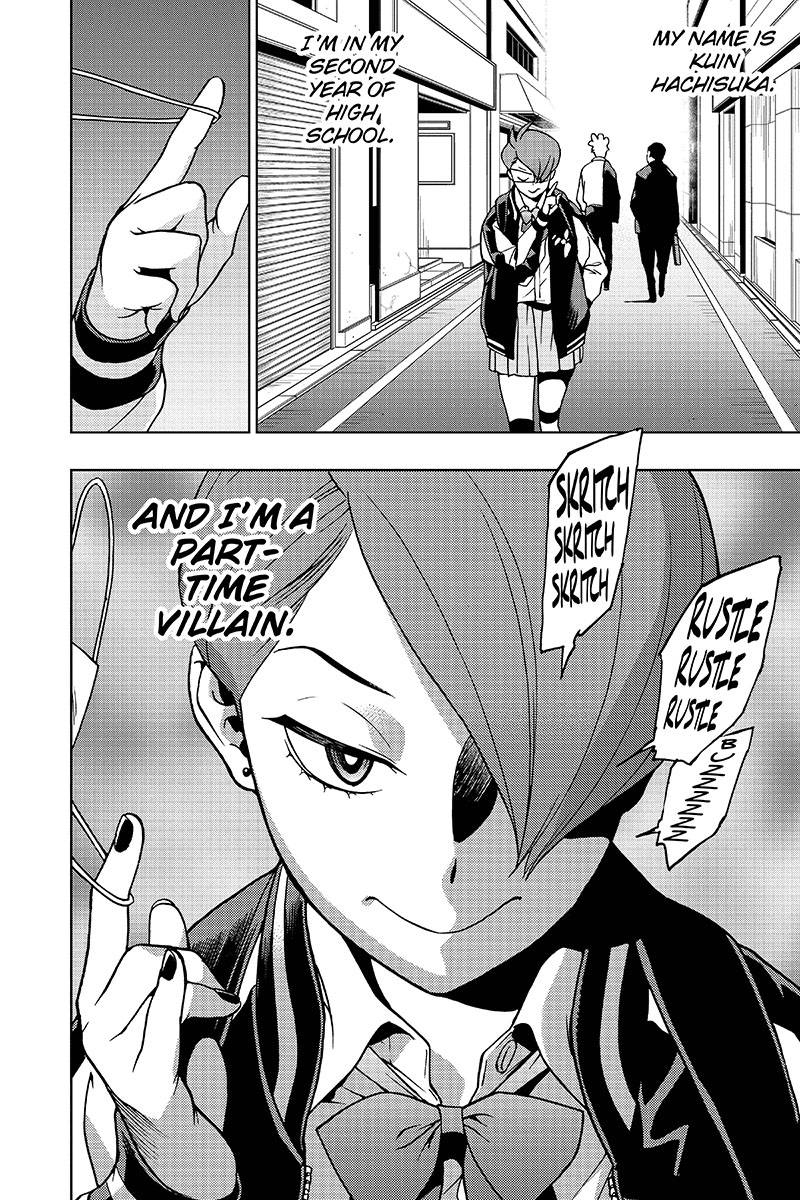 MY NAME IS
KUIN
HACHISUKA.
I'M IN MY
SECOND
YEAR OF
HIGH
SCHOOL.
AND I'M A
PART-
TIME
VILLAIN.
SKRITCH
SKRITCH
SKRITCH
RUSTLE
RUSTLE
RUSTLE
BUZZZZZZ